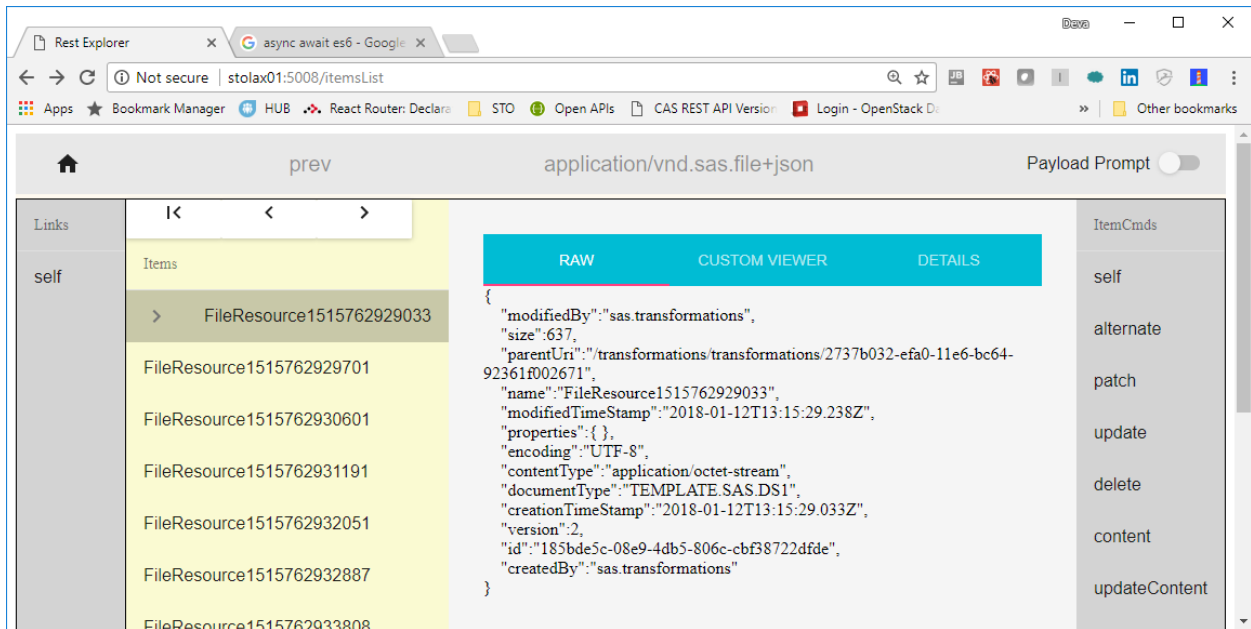 Deva
Rest Explorer
async await es6 - Google
Not secure | stolax01:5008/itemsList
Apps Bookmark Manager HUB React Router: Declara STO Open APIs CAS REST API Version Login - OpenStack Da » Other bookmarks
prev application/vnd.sas.file+json Payload Prompt
Links
self
Items
FileResource1515762929033
FileResource1515762929701
FileResource1515762930601
FileResource1515762931191
FileResource1515762932051
FileResource1515762932887
FileResource1515762933808
RAW CUSTOM VIEWER DETAILS
{
"modifiedBy":"sas.transformations",
"size":637,
"parentUri":"/transformations/transformations/2737b032-efa0-11e6-bc64-
92361f002671",
"name":"FileResource1515762929033",
"modifiedTimeStamp":"2018-01-12T13:15:29.238Z",
"properties":{ },
"encoding":"UTF-8",
"contentType":"application/octet-stream",
"documentType":"TEMPLATE.SAS.DS1",
"creationTimeStamp":"2018-01-12T13:15:29.033Z",
"version":2,
"id":"185bde5c-08e9-4db5-806c-cbf38722dfde",
"createdBy":"sas.transformations"
}
ItemCmds
self
alternate
patch
update
delete
content
updateContent